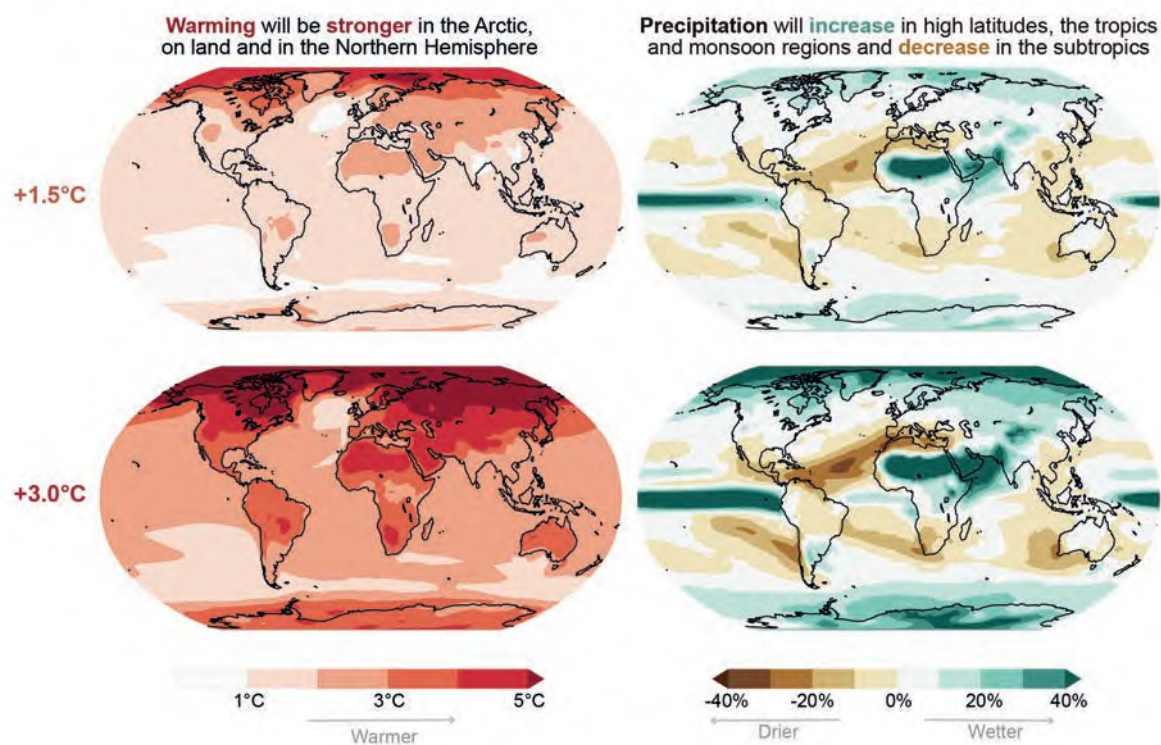 Warming will be stronger in the Arctic,
on land and in the Northern Hemisphere
Precipitation will increase in high latitudes, the tropics
and monsoon regions and decrease in the subtropics
+1.5°C
+3.0°C
1°C 3°C 5°C
Warmer
-40% -20% 0% 20% 40%
Drier Wetter